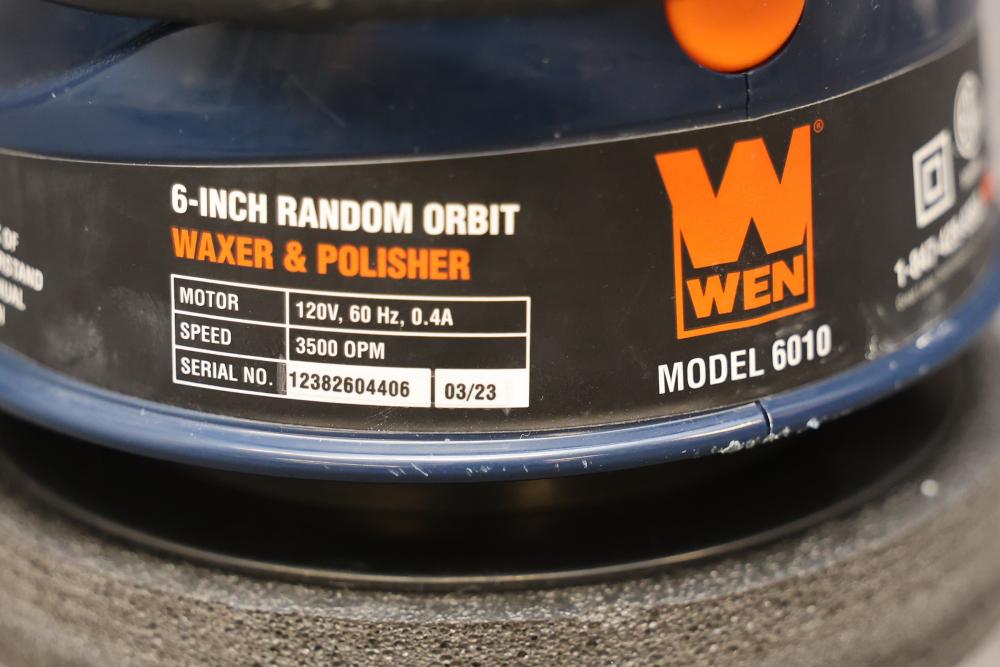 OF
6-INCH RANDOM ORBIT
WAXER & POLISHER
MOTOR 120V, 60 Hz, 0.4A
SPEED 3500 OPM
SERIAL NO. 12382604406 03/23
W
®
WEN
MODEL 6010